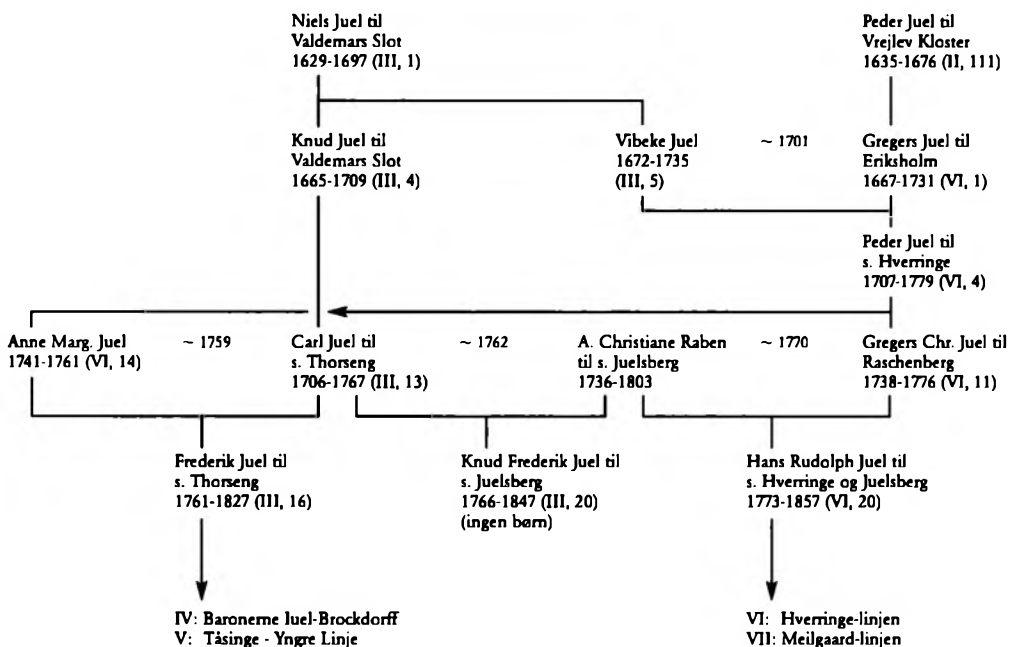 Niels Juel til
Valdemars Slot
1629-1697 (III, 1)
Peder Juel til
Vrejlev Kloster
1635-1676 (II, 111)
Knud Juel til
Valdemars Slot
1665-1709 (III, 4)
Vibeke Juel
1672-1735
(III, 5)
~ 1701
Gregers Juel til
Eriksholm
1667-1731 (VI, 1)
Peder Juel til
s. Hverringe
1707-1779 (VI, 4)
Anne Marg. Juel
1741-1761 (VI, 14)
~ 1759
Carl Juel til
s. Thorseng
1706-1767 (III, 13)
~ 1762
A. Christiane Raben
til s. Juelsberg
1736-1803
~ 1770
Gregers Chr. Juel til
Raschenberg
1738-1776 (VI, 11)
Frederik Juel til
s. Thorseng
1761-1827 (III, 16)
Knud Frederik Juel til
s. Juelsberg
1766-1847 (III, 20)
(ingen børn)
Hans Rudolph Juel til
s. Hverringe og Juelsberg
1773-1857 (VI, 20)
IV: Baronerne Juel-Brockdorff
V: Tåsinge - Yngre Linje
VI: Hverringe-linjen
VII: Meilgaard-linjen